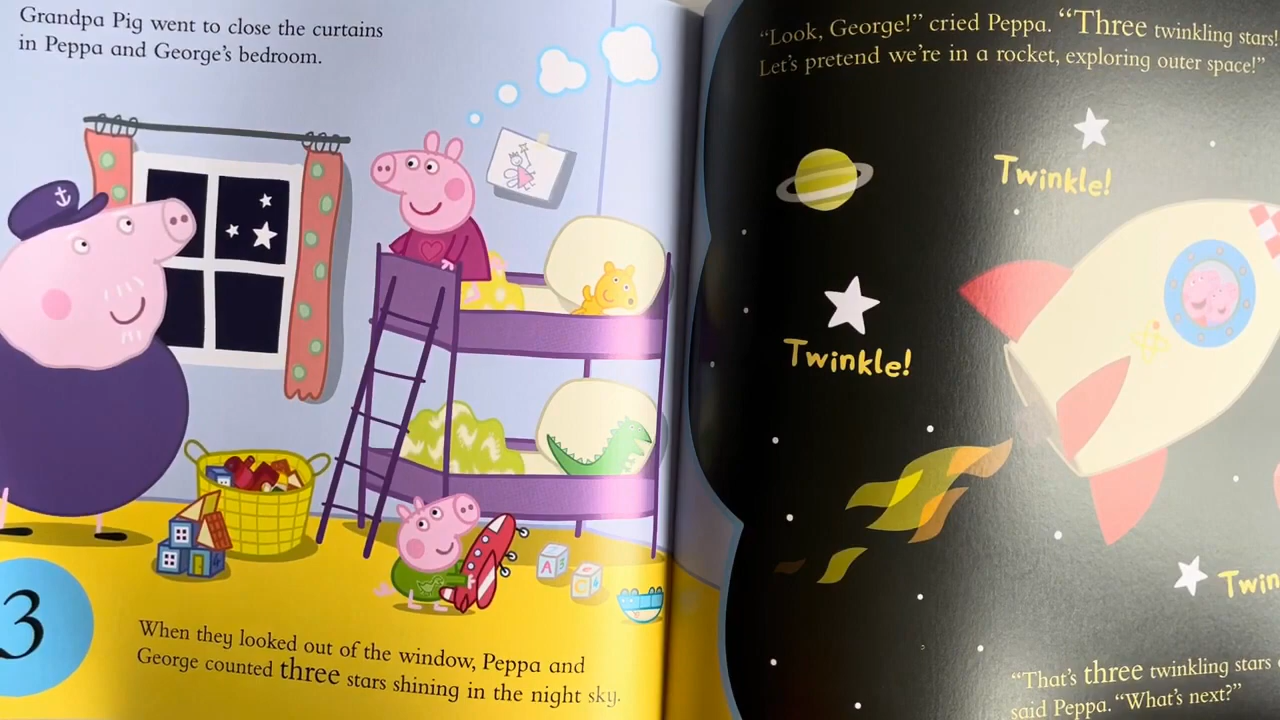 Grandpa Pig went to close the curtains
in Peppa and George's bedroom.
A
C
3
When they looked out of the window, Peppa and
George counted three stars shining in the night sky.
“Look, George!” cried Peppa. “Three twinkling stars!
Let's pretend we're in a rocket, exploring outer space!”
Twinkle!
Twinkle!
Twin
“That's three twinkling stars
said Peppa. “What's next?”